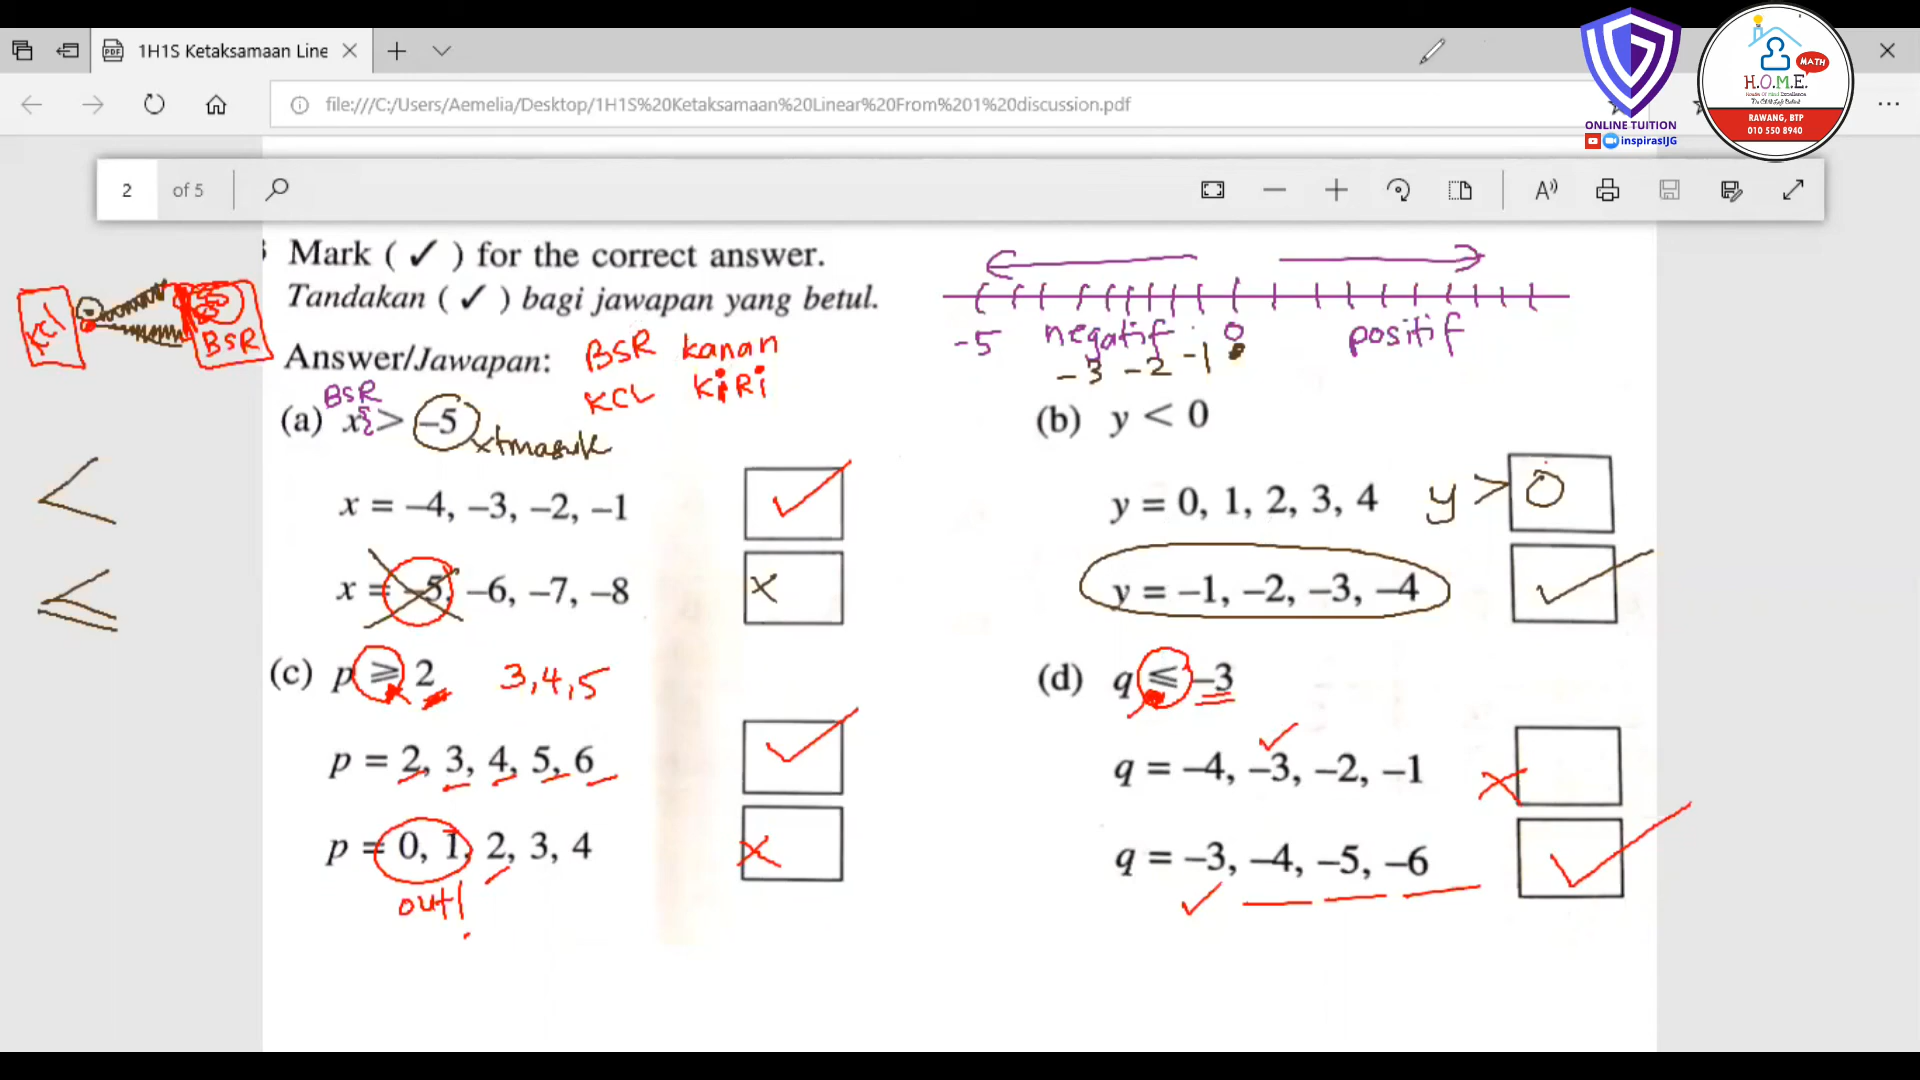 1H1S Ketaksamaan Line
file:///C:/Users/Aemelia/Desktop/1H1S%20Ketaksamaan%20Linear%20From%201%20discussion.pdf
ONLINE TUITION
inspirasIJG
MATH
H.O.M.E.
RAWANG, BTP
010 550 8940
2 of 5
Mark ( ✓ ) for the correct answer.
Tandakan ( ✓ ) bagi jawapan yang betul.
-5 negatif 0 positif
-3 -2 -1
KCl
BSR
Answer/Jawapan:
BSR kanan
KCL KiRi
BSR
(a) x > –5
x tmasuk
x = –4, –3, –2, –1 ✓
x = –5, –6, –7, –8 x
(b) y < 0
y = 0, 1, 2, 3, 4 y > 0
y = –1, –2, –3, –4 ✓
<
≤
(c) p ⩾ 2 3,4,5
p = 2, 3, 4, 5, 6 ✓
p = 0, 1, 2, 3, 4 x
out!
(d) q ⩽ –3
q = –4, –3, –2, –1 x
q = –3, –4, –5, –6 ✓